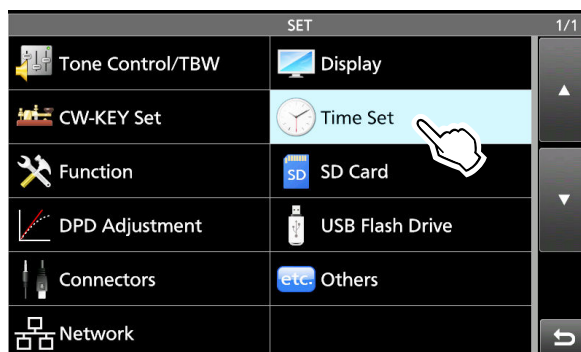 SET 1/1
Tone Control/TBW Display
CW-KEY Set Time Set
Function SD SD Card
DPD Adjustment USB Flash Drive
Connectors etc. Others
Network